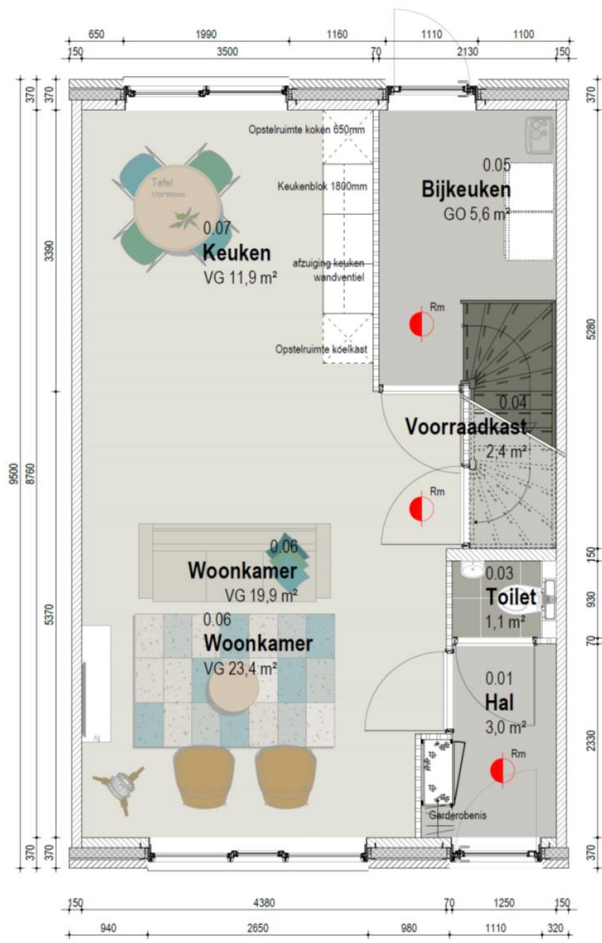 650 1990 1160 1110 1100
150 3500 70 2130 150
370 370 370
Opstelruimte koken 650mm
Tafel
0.05
Bijkeuken
GO 5,6 m²
Keukenblok 1800mm
0.07
Keuken
VG 11,9 m²
3390
afzuiging keuken
wandventiel
Rm
5280
Opstelruimte koelkast
0.04
Voorraadkast
2,4 m²
9500 8760
Rm
0.06
Woonkamer
VG 19,9 m²
150
0.03
Toilet
1,1 m²
930
5370
0.06
Woonkamer
VG 23,4 m²
70
0.01
Hal
3,0 m²
2330
TV
Rm
Garderobenis
370 370 370
150 4380 70 1250 150
940 2650 980 1110 320